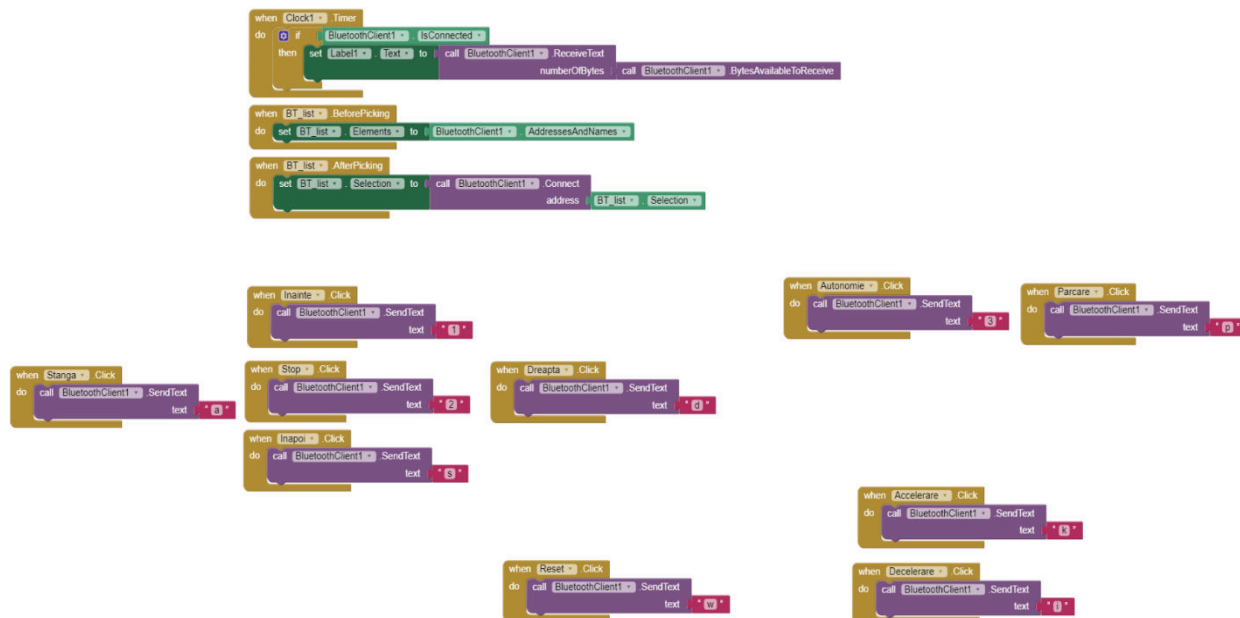 when Clock1 .Timer
do if BluetoothClient1 . IsConnected
then set Label1 . Text to call BluetoothClient1 .ReceiveText
numberOfBytes call BluetoothClient1 .BytesAvailableToReceive
when BT_list .BeforePicking
do set BT_list . Elements to BluetoothClient1 . AddressesAndNames
when BT_list .AfterPicking
do set BT_list . Selection to call BluetoothClient1 .Connect
address BT_list . Selection
when Inainte .Click
do call BluetoothClient1 .SendText
text " 1 "
when Autonomie .Click
do call BluetoothClient1 .SendText
text " 3 "
when Parcare .Click
do call BluetoothClient1 .SendText
text " p "
when Stanga .Click
do call BluetoothClient1 .SendText
text " a "
when Stop .Click
do call BluetoothClient1 .SendText
text " 2 "
when Dreapta .Click
do call BluetoothClient1 .SendText
text " d "
when Inapoi .Click
do call BluetoothClient1 .SendText
text " s "
when Accelerare .Click
do call BluetoothClient1 .SendText
text " k "
when Reset .Click
do call BluetoothClient1 .SendText
text " w "
when Decelerare .Click
do call BluetoothClient1 .SendText
text